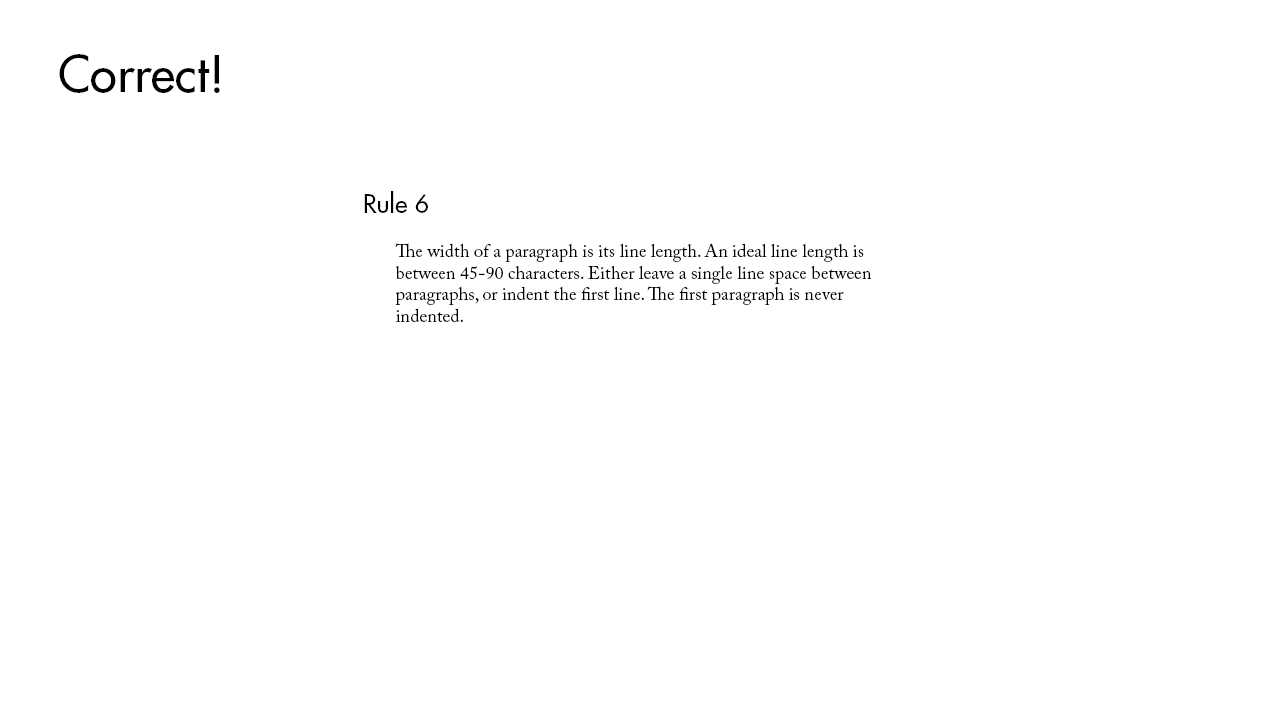 Correct!
Rule 6
The width of a paragraph is its line length. An ideal line length is
between 45-90 characters. Either leave a single line space between
paragraphs, or indent the first line. The first paragraph is never
indented.